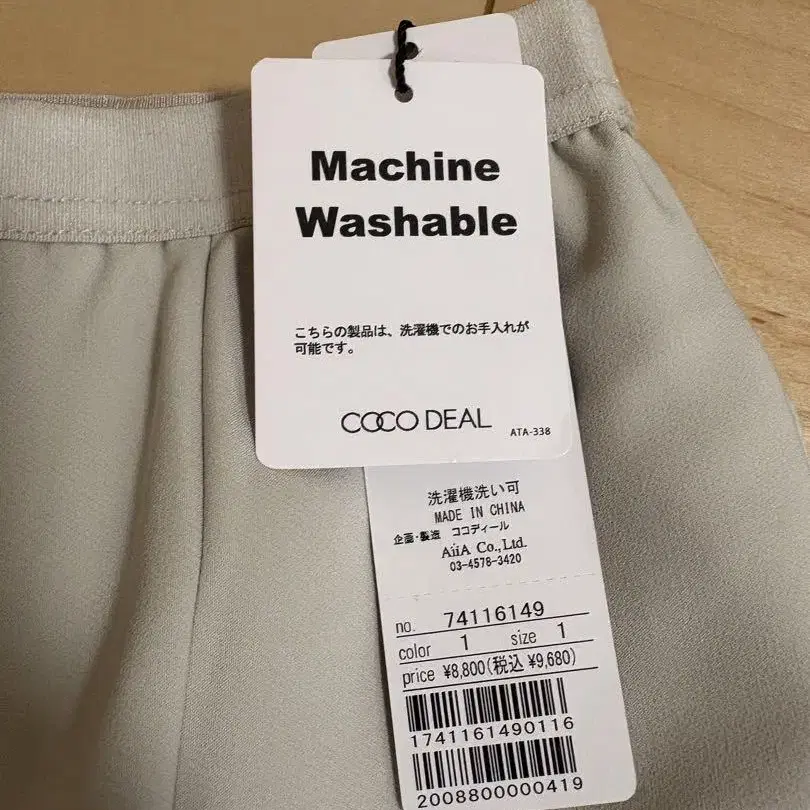 Machine
Washable
こちらの製品は、洗濯機でのお手入れが
可能です。
COCO DEAL
ATA-338
洗濯機洗い可
MADE IN CHINA
企画・製造 ココディール
AiiA Co.,Ltd.
03-4578-3420
no. 74116149
color 1 size 1
price ¥8,800(税込 ¥9,680)
1741161490116
2008800000419